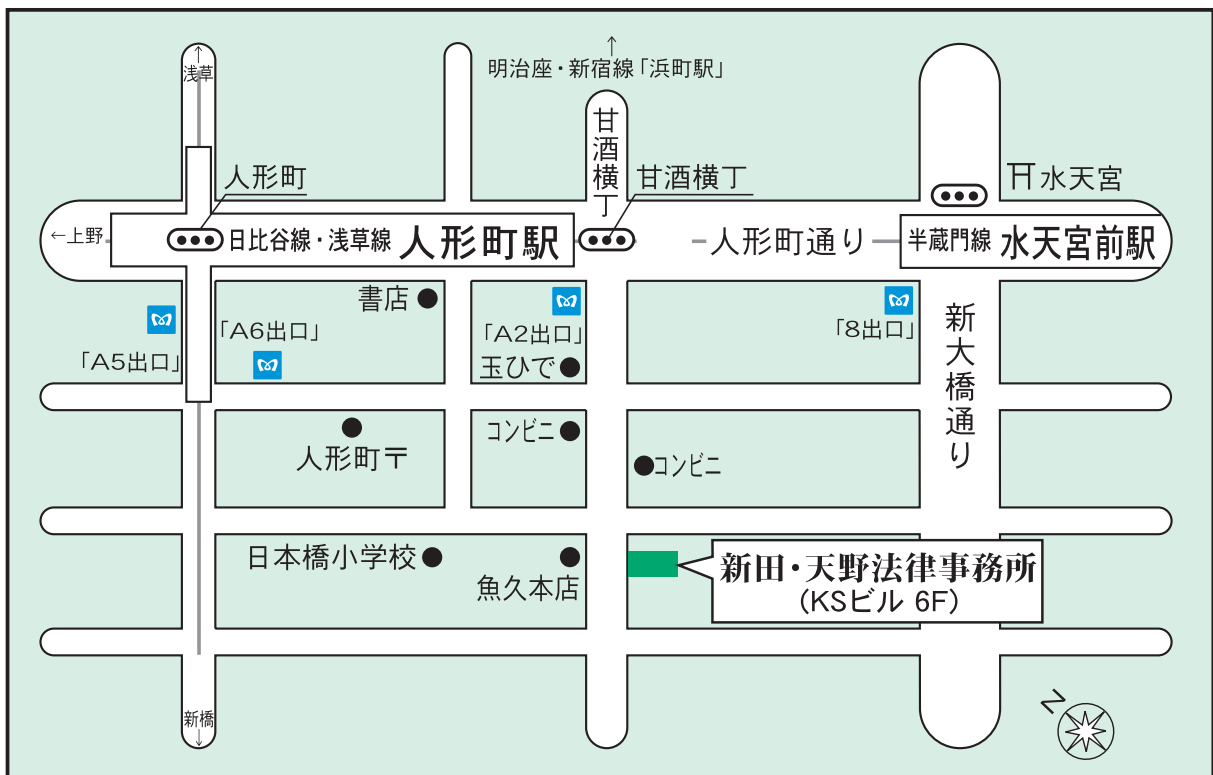 ↑
明治座・新宿線「浜町駅」
↑
浅草
甘酒横丁
人形町
甘酒横丁
水天宮
←上野
日比谷線・浅草線 人形町駅
人形町通り
半蔵門線 水天宮前駅
書店
「A6出口」
「A2出口」
「8出口」
新大橋通り
「A5出口」
玉ひで
コンビニ
人形町〒
コンビニ
日本橋小学校
魚久本店
新田・天野法律事務所
(KSビル 6F)
新橋
↓
N